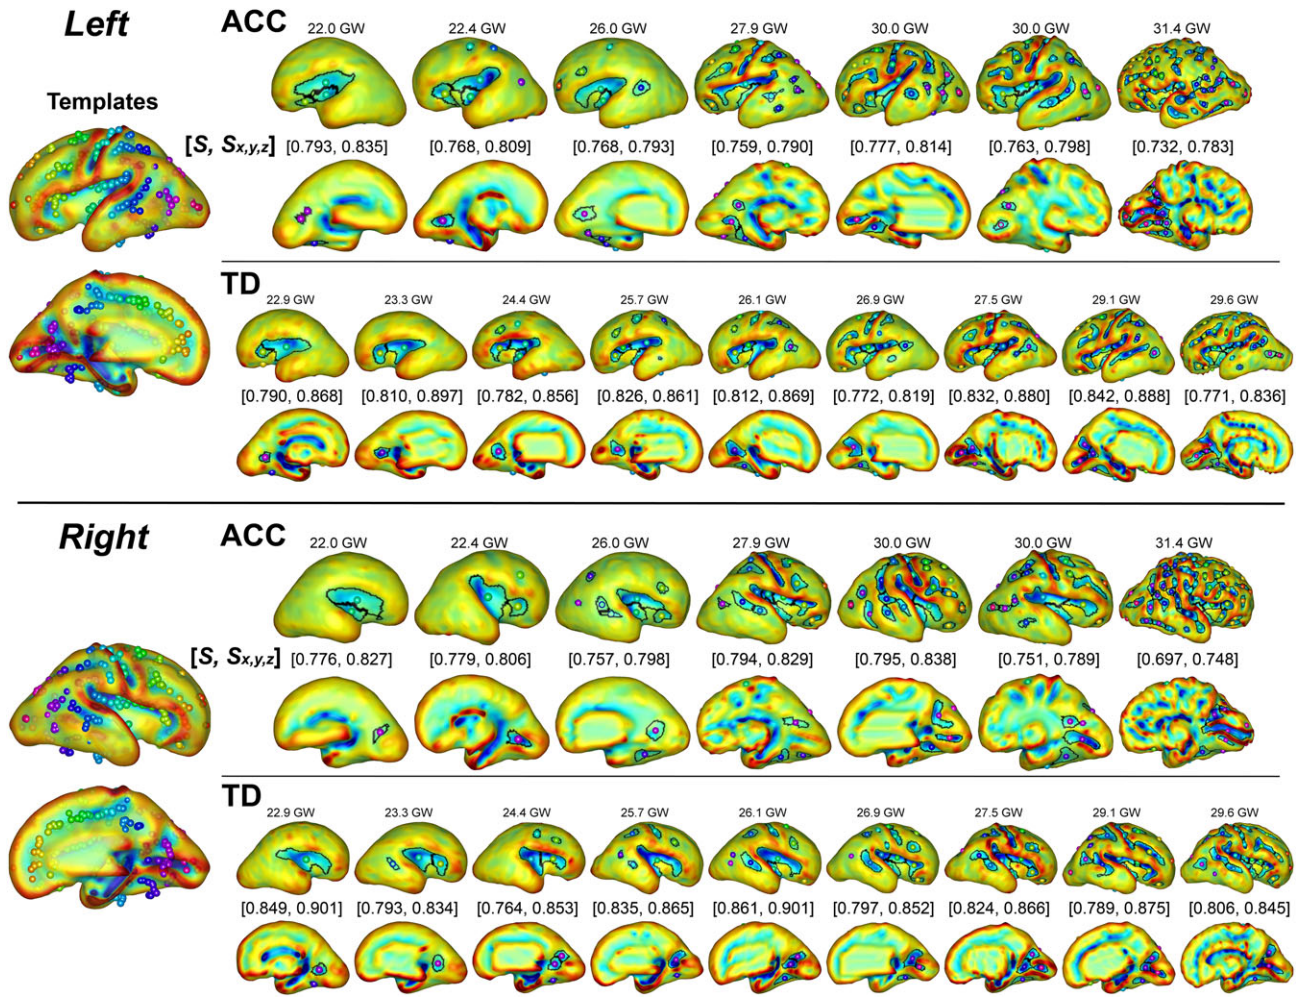 Left
ACC
22.0 GW 22.4 GW 26.0 GW 27.9 GW 30.0 GW 30.0 GW 31.4 GW
Templates
[S, Sx,y,z] [0.793, 0.835] [0.768, 0.809] [0.768, 0.793] [0.759, 0.790] [0.777, 0.814] [0.763, 0.798] [0.732, 0.783]
TD
22.9 GW 23.3 GW 24.4 GW 25.7 GW 26.1 GW 26.9 GW 27.5 GW 29.1 GW 29.6 GW
[0.790, 0.868] [0.810, 0.897] [0.782, 0.856] [0.826, 0.861] [0.812, 0.869] [0.772, 0.819] [0.832, 0.880] [0.842, 0.888] [0.771, 0.836]
Right
ACC
22.0 GW 22.4 GW 26.0 GW 27.9 GW 30.0 GW 30.0 GW 31.4 GW
[S, Sx,y,z] [0.776, 0.827] [0.779, 0.806] [0.757, 0.798] [0.794, 0.829] [0.795, 0.838] [0.751, 0.789] [0.697, 0.748]
TD
22.9 GW 23.3 GW 24.4 GW 25.7 GW 26.1 GW 26.9 GW 27.5 GW 29.1 GW 29.6 GW
[0.849, 0.901] [0.793, 0.834] [0.764, 0.853] [0.835, 0.865] [0.861, 0.901] [0.797, 0.852] [0.824, 0.866] [0.789, 0.875] [0.806, 0.845]